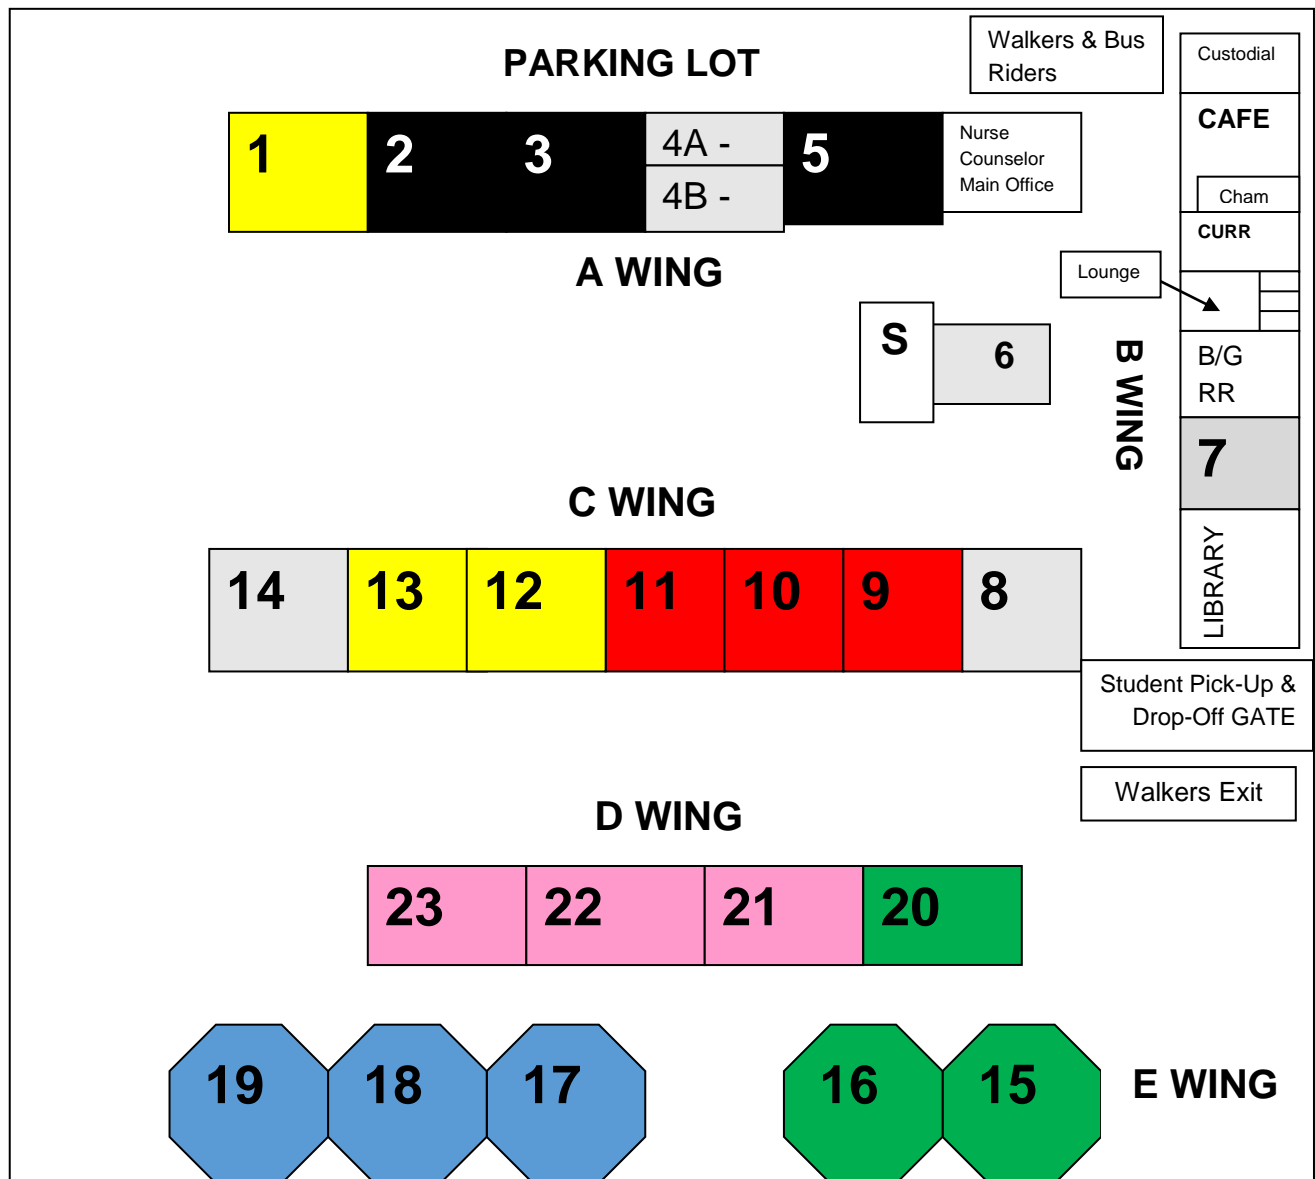 PARKING LOT
Walkers & Bus
Riders
Custodial
CAFE
Cham
CURR
1
2
3
4A -
4B -
5
Nurse
Counselor
Main Office
A WING
Lounge
S
6
B WING
B/G
RR
7
LIBRARY
C WING
14
13
12
11
10
9
8
Student Pick-Up &
Drop-Off GATE
Walkers Exit
D WING
23
22
21
20
19
18
17
16
15
E WING